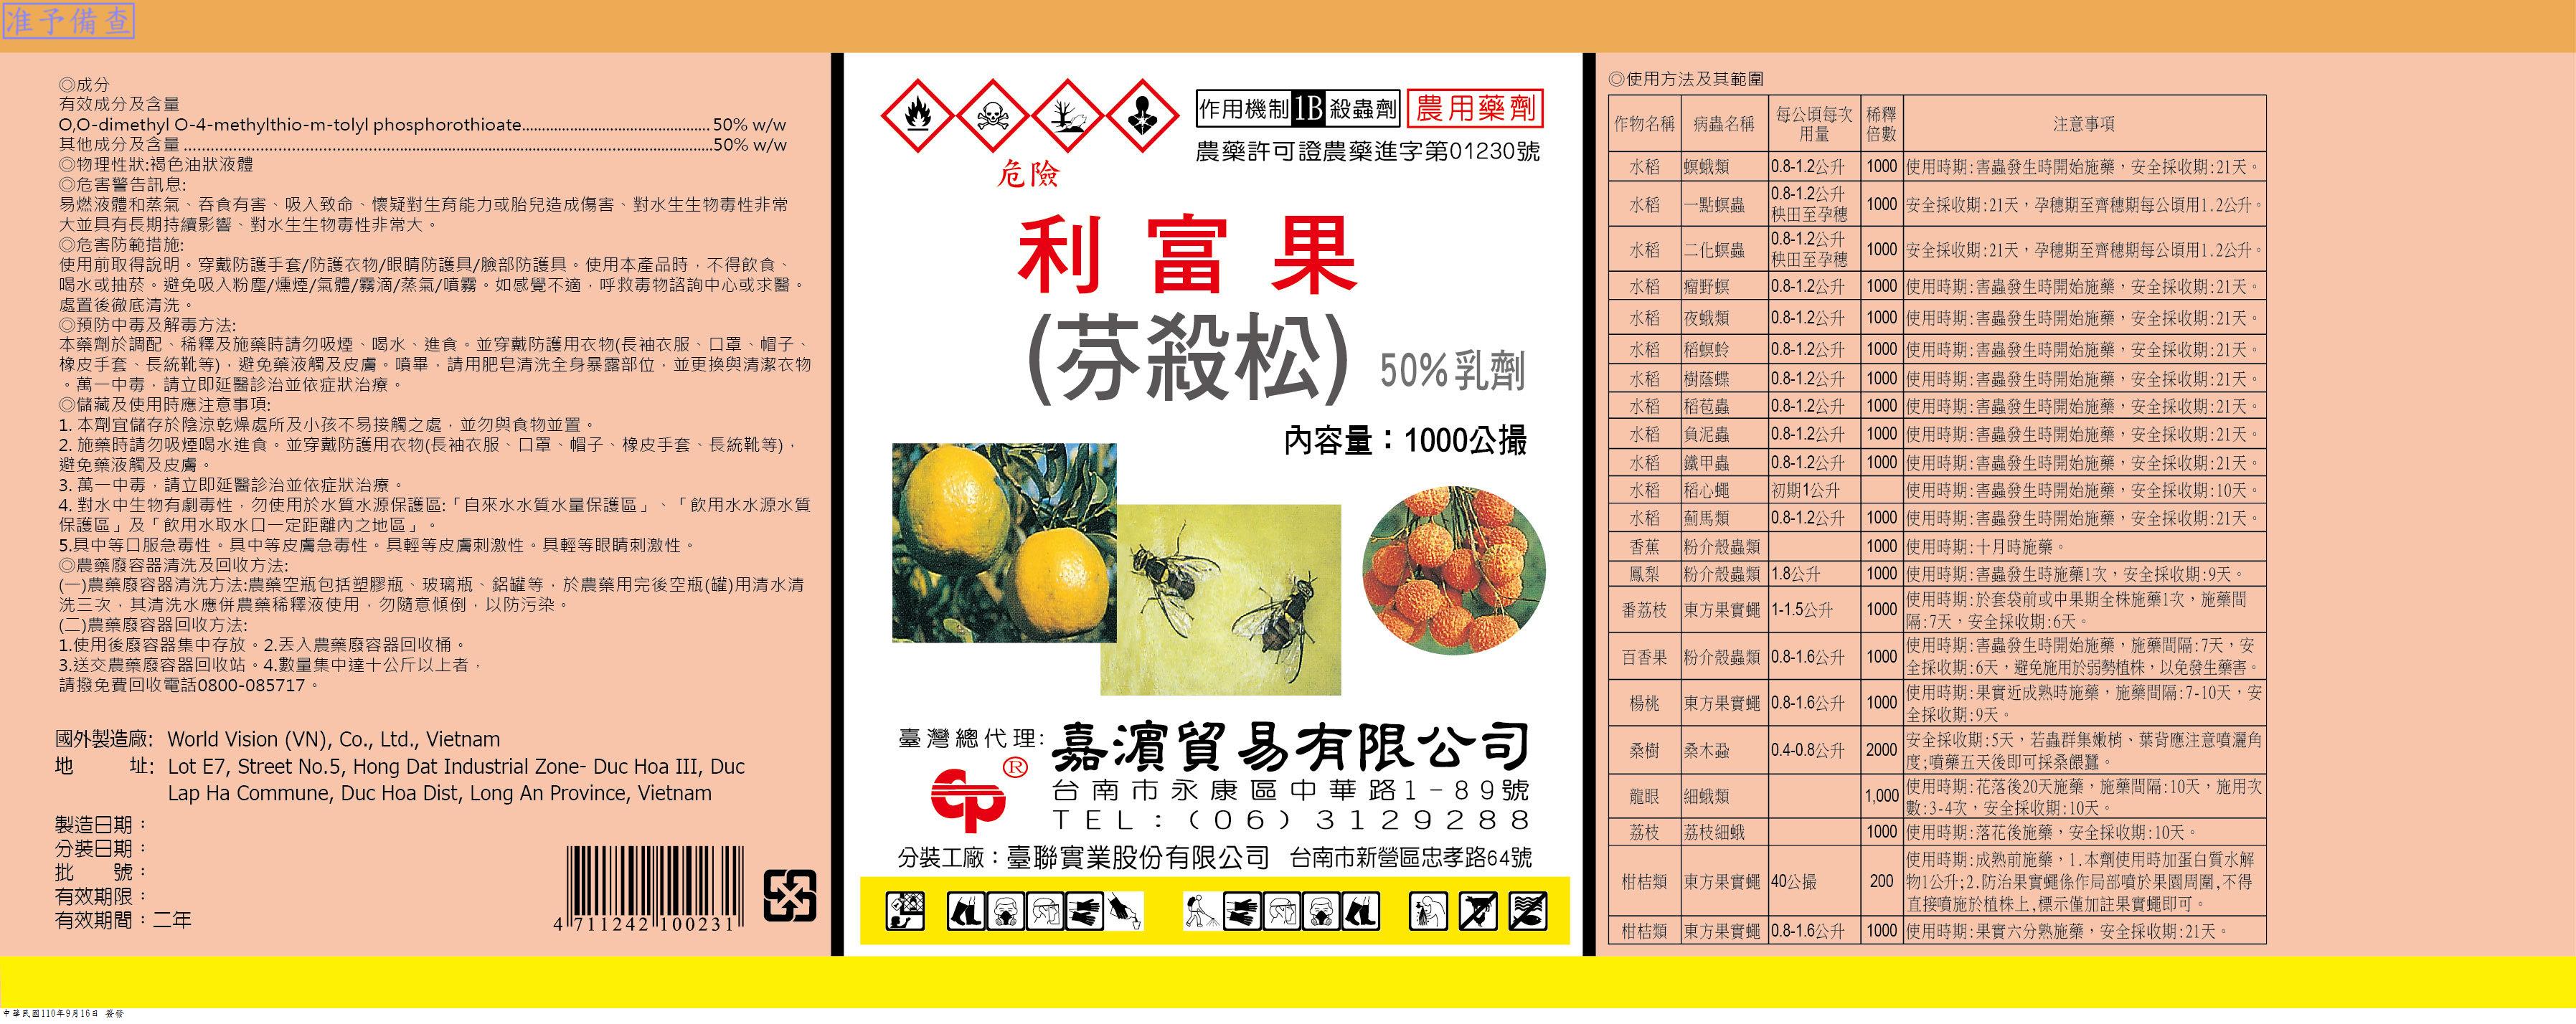 准予備查
◎成分
有效成分及含量
O,O-dimethyl O-4-methylthio-m-tolyl phosphorothioate............................................ 50% w/w
其他成分及含量 ............................................................................................................................50% w/w
◎物理性狀:褐色油狀液體
◎危害警告訊息:
易燃液體和蒸氣、吞食有害、吸入致命、懷疑對生育能力或胎兒造成傷害、對水生生物毒性非常
大並具有長期持續影響、對水生生物毒性非常大。
◎危害防範措施:
使用前取得說明。穿戴防護手套/防護衣物/眼睛防護具/臉部防護具。使用本產品時，不得飲食、
喝水或抽菸。避免吸入粉塵/燻煙/氣體/霧滴/蒸氣/噴霧。如感覺不適，呼救毒物諮詢中心或求醫。
處置後徹底清洗。
◎預防中毒及解毒方法:
本藥劑於調配、稀釋及施藥時請勿吸煙、喝水、進食。並穿戴防護用衣物(長袖衣服、口罩、帽子、
橡皮手套、長統靴等)，避免藥液觸及皮膚。噴畢，請用肥皂清洗全身暴露部位，並更換與清潔衣物
。萬一中毒，請立即延醫診治並依症狀治療。
◎儲藏及使用時應注意事項:
1. 本劑宜儲存於陰涼乾燥處所及小孩不易接觸之處，並勿與食物並置。
2. 施藥時請勿吸煙喝水進食。並穿戴防護用衣物(長袖衣服、口罩、帽子、橡皮手套、長統靴等)，
避免藥液觸及皮膚。
3. 萬一中毒，請立即延醫診治並依症狀治療。
4. 對水中生物有劇毒性，勿使用於水質水源保護區:「自來水水質水量保護區」、「飲用水水源水質
保護區」及「飲用水取水口一定距離內之地區」。
5.具中等口服急毒性。具中等皮膚急毒性。具輕等皮膚刺激性。具輕等眼睛刺激性。
◎農藥廢容器清洗及回收方法:
(一)農藥廢容器清洗方法:農藥空瓶包括塑膠瓶、玻璃瓶、鋁罐等，於農藥用完後空瓶(罐)用清水清
洗三次，其清洗水應併農藥稀釋液使用，勿隨意傾倒，以防污染。
(二)農藥廢容器回收方法:
1.使用後廢容器集中存放。2.丟入農藥廢容器回收桶。
3.送交農藥廢容器回收站。4.數量集中達十公斤以上者，
請撥免費回收電話0800-085717。
國外製造廠: World Vision (VN), Co., Ltd., Vietnam
地 址: Lot E7, Street No.5, Hong Dat Industrial Zone- Duc Hoa III, Duc
Lap Ha Commune, Duc Hoa Dist, Long An Province, Vietnam
製造日期：
分裝日期：
批 號：
有效期限：
有效期間：二年
4 711242 100231
作用機制 1B 殺蟲劑 農用藥劑
農藥許可證農藥進字第01230號
危險
利富果
(芬殺松) 50%乳劑
內容量：1000公撮
臺灣總代理: 嘉濱貿易有限公司
Cp ®
台南市永康區中華路1-89號
TEL:(06)3129288
分裝工廠：臺聯實業股份有限公司 台南市新營區忠孝路64號
◎使用方法及其範圍
作物名稱 病蟲名稱 每公頃每次用量 稀釋倍數 注意事項
水稻 螟蛾類 0.8-1.2公升 1000 使用時期:害蟲發生時開始施藥，安全採收期:21天。
水稻 一點螟蟲 0.8-1.2公升 秧田至孕穗 1000 安全採收期:21天，孕穗期至齊穗期每公頃用1.2公升。
水稻 二化螟蟲 0.8-1.2公升 秧田至孕穗 1000 安全採收期:21天，孕穗期至齊穗期每公頃用1.2公升。
水稻 瘤野螟 0.8-1.2公升 1000 使用時期:害蟲發生時開始施藥，安全採收期:21天。
水稻 夜蛾類 0.8-1.2公升 1000 使用時期:害蟲發生時開始施藥，安全採收期:21天。
水稻 稻螟蛉 0.8-1.2公升 1000 使用時期:害蟲發生時開始施藥，安全採收期:21天。
水稻 樹蔭蝶 0.8-1.2公升 1000 使用時期:害蟲發生時開始施藥，安全採收期:21天。
水稻 稻苞蟲 0.8-1.2公升 1000 使用時期:害蟲發生時開始施藥，安全採收期:21天。
水稻 負泥蟲 0.8-1.2公升 1000 使用時期:害蟲發生時開始施藥，安全採收期:21天。
水稻 鐵甲蟲 0.8-1.2公升 1000 使用時期:害蟲發生時開始施藥，安全採收期:21天。
水稻 稻心蠅 初期1公升 使用時期:害蟲發生時開始施藥，安全採收期:10天。
水稻 薊馬類 0.8-1.2公升 1000 使用時期:害蟲發生時開始施藥，安全採收期:21天。
香蕉 粉介殼蟲類 1000 使用時期:十月時施藥。
鳳梨 粉介殼蟲類 1.8公升 1000 使用時期:害蟲發生時施藥1次，安全採收期:9天。
番荔枝 東方果實蠅 1-1.5公升 1000 使用時期:於套袋前或中果期全株施藥1次，施藥間
隔:7天，安全採收期:6天。
百香果 粉介殼蟲類 0.8-1.6公升 1000 使用時期:害蟲發生時開始施藥，施藥間隔:7天，安
全採收期:6天，避免施用於弱勢植株，以免發生藥害。
楊桃 東方果實蠅 0.8-1.6公升 1000 使用時期:果實近成熟時施藥，施藥間隔:7-10天，安
全採收期:9天。
桑樹 桑木蝨 0.4-0.8公升 2000 安全採收期:5天，若蟲群集嫩梢、葉背應注意噴灑角
度;噴藥五天後即可採桑餵蠶。
龍眼 細蛾類 1,000 使用時期:花落後20天施藥，施藥間隔:10天，施用次
數:3-4次，安全採收期:10天。
荔枝 荔枝細蛾 1000 使用時期:落花後施藥，安全採收期:10天。
柑桔類 東方果實蠅 40公撮 200 使用時期:成熟前施藥，1.本劑使用時加蛋白質水解
物1公升;2.防治果實蠅係作局部噴於果園周圍,不得
直接噴施於植株上,標示僅加註果實蠅即可。
柑桔類 東方果實蠅 0.8-1.6公升 1000 使用時期:果實六分熟施藥，安全採收期:21天。
中華民國110年9月16日 簽發